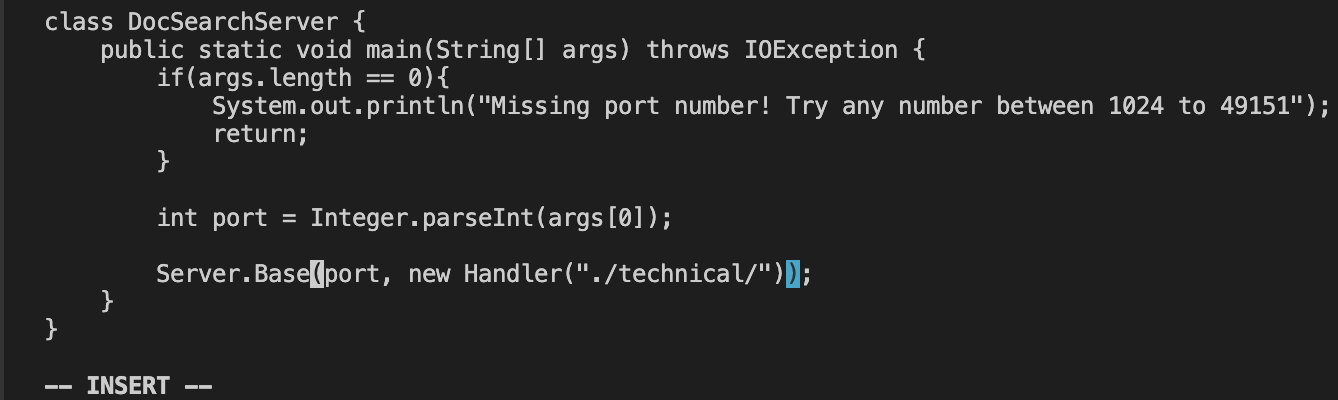 class DocSearchServer {
    public static void main(String[] args) throws IOException {
        if(args.length == 0){
            System.out.println("Missing port number! Try any number between 1024 to 49151");
            return;
        }

        int port = Integer.parseInt(args[0]);

        Server.Base(port, new Handler("./technical/"));
    }
}

-- INSERT --